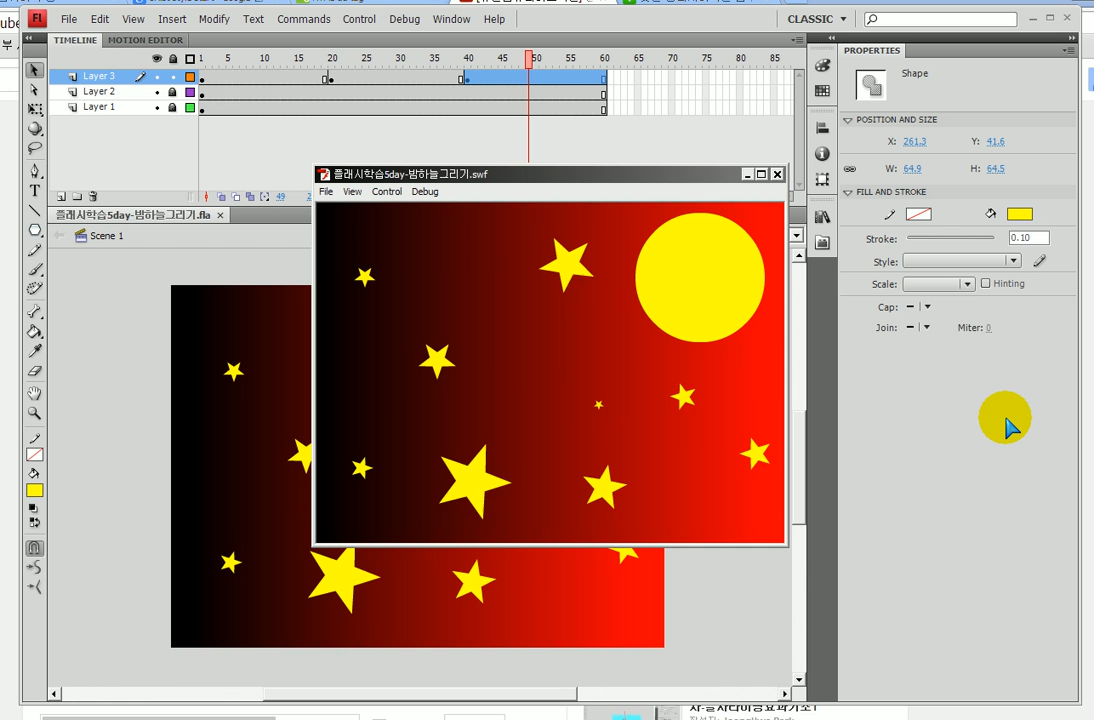 FL File Edit View Insert Modify Text Commands Control Debug Window Help CLASSIC
TIMELINE MOTION EDITOR
1 5 10 15 20 25 30 35 40 45 50 55 60 65 70 75 80 85
Layer 3
Layer 2
Layer 1
49
플래시학습5day-밤하늘그리기.fla
Scene 1
플래시학습5day-밤하늘그리기.swf
File View Control Debug
PROPERTIES
Shape
POSITION AND SIZE
X: 261.3 Y: 41.6
W: 64.9 H: 64.5
FILL AND STROKE
Stroke: 0.10
Style:
Scale: Hinting
Cap:
Join: Miter: 0